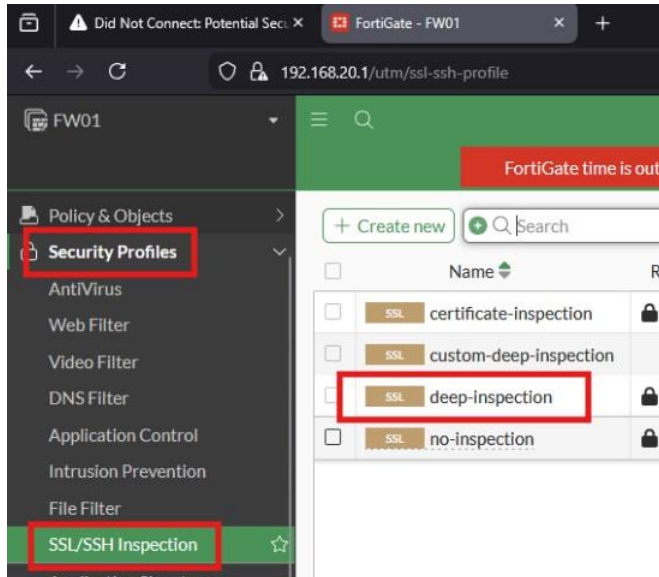 Did Not Connect: Potential Secu
FortiGate - FW01
192.168.20.1/utm/ssl-ssh-profile
FW01
FortiGate time is out
Policy & Objects
Security Profiles
AntiVirus
Web Filter
Video Filter
DNS Filter
Application Control
Intrusion Prevention
File Filter
SSL/SSH Inspection
+ Create new
Search
Name
R
SSL certificate-inspection
SSL custom-deep-inspection
SSL deep-inspection
SSL no-inspection